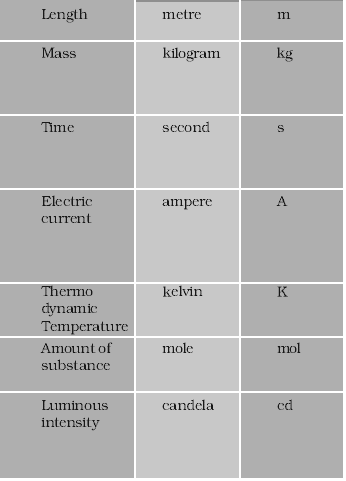 Length metre m
Mass kilogram kg
Time second s
Electric ampere A
current
Thermo kelvin K
dynamic
Temperature
Amount of mole mol
substance
Luminous candela cd
intensity